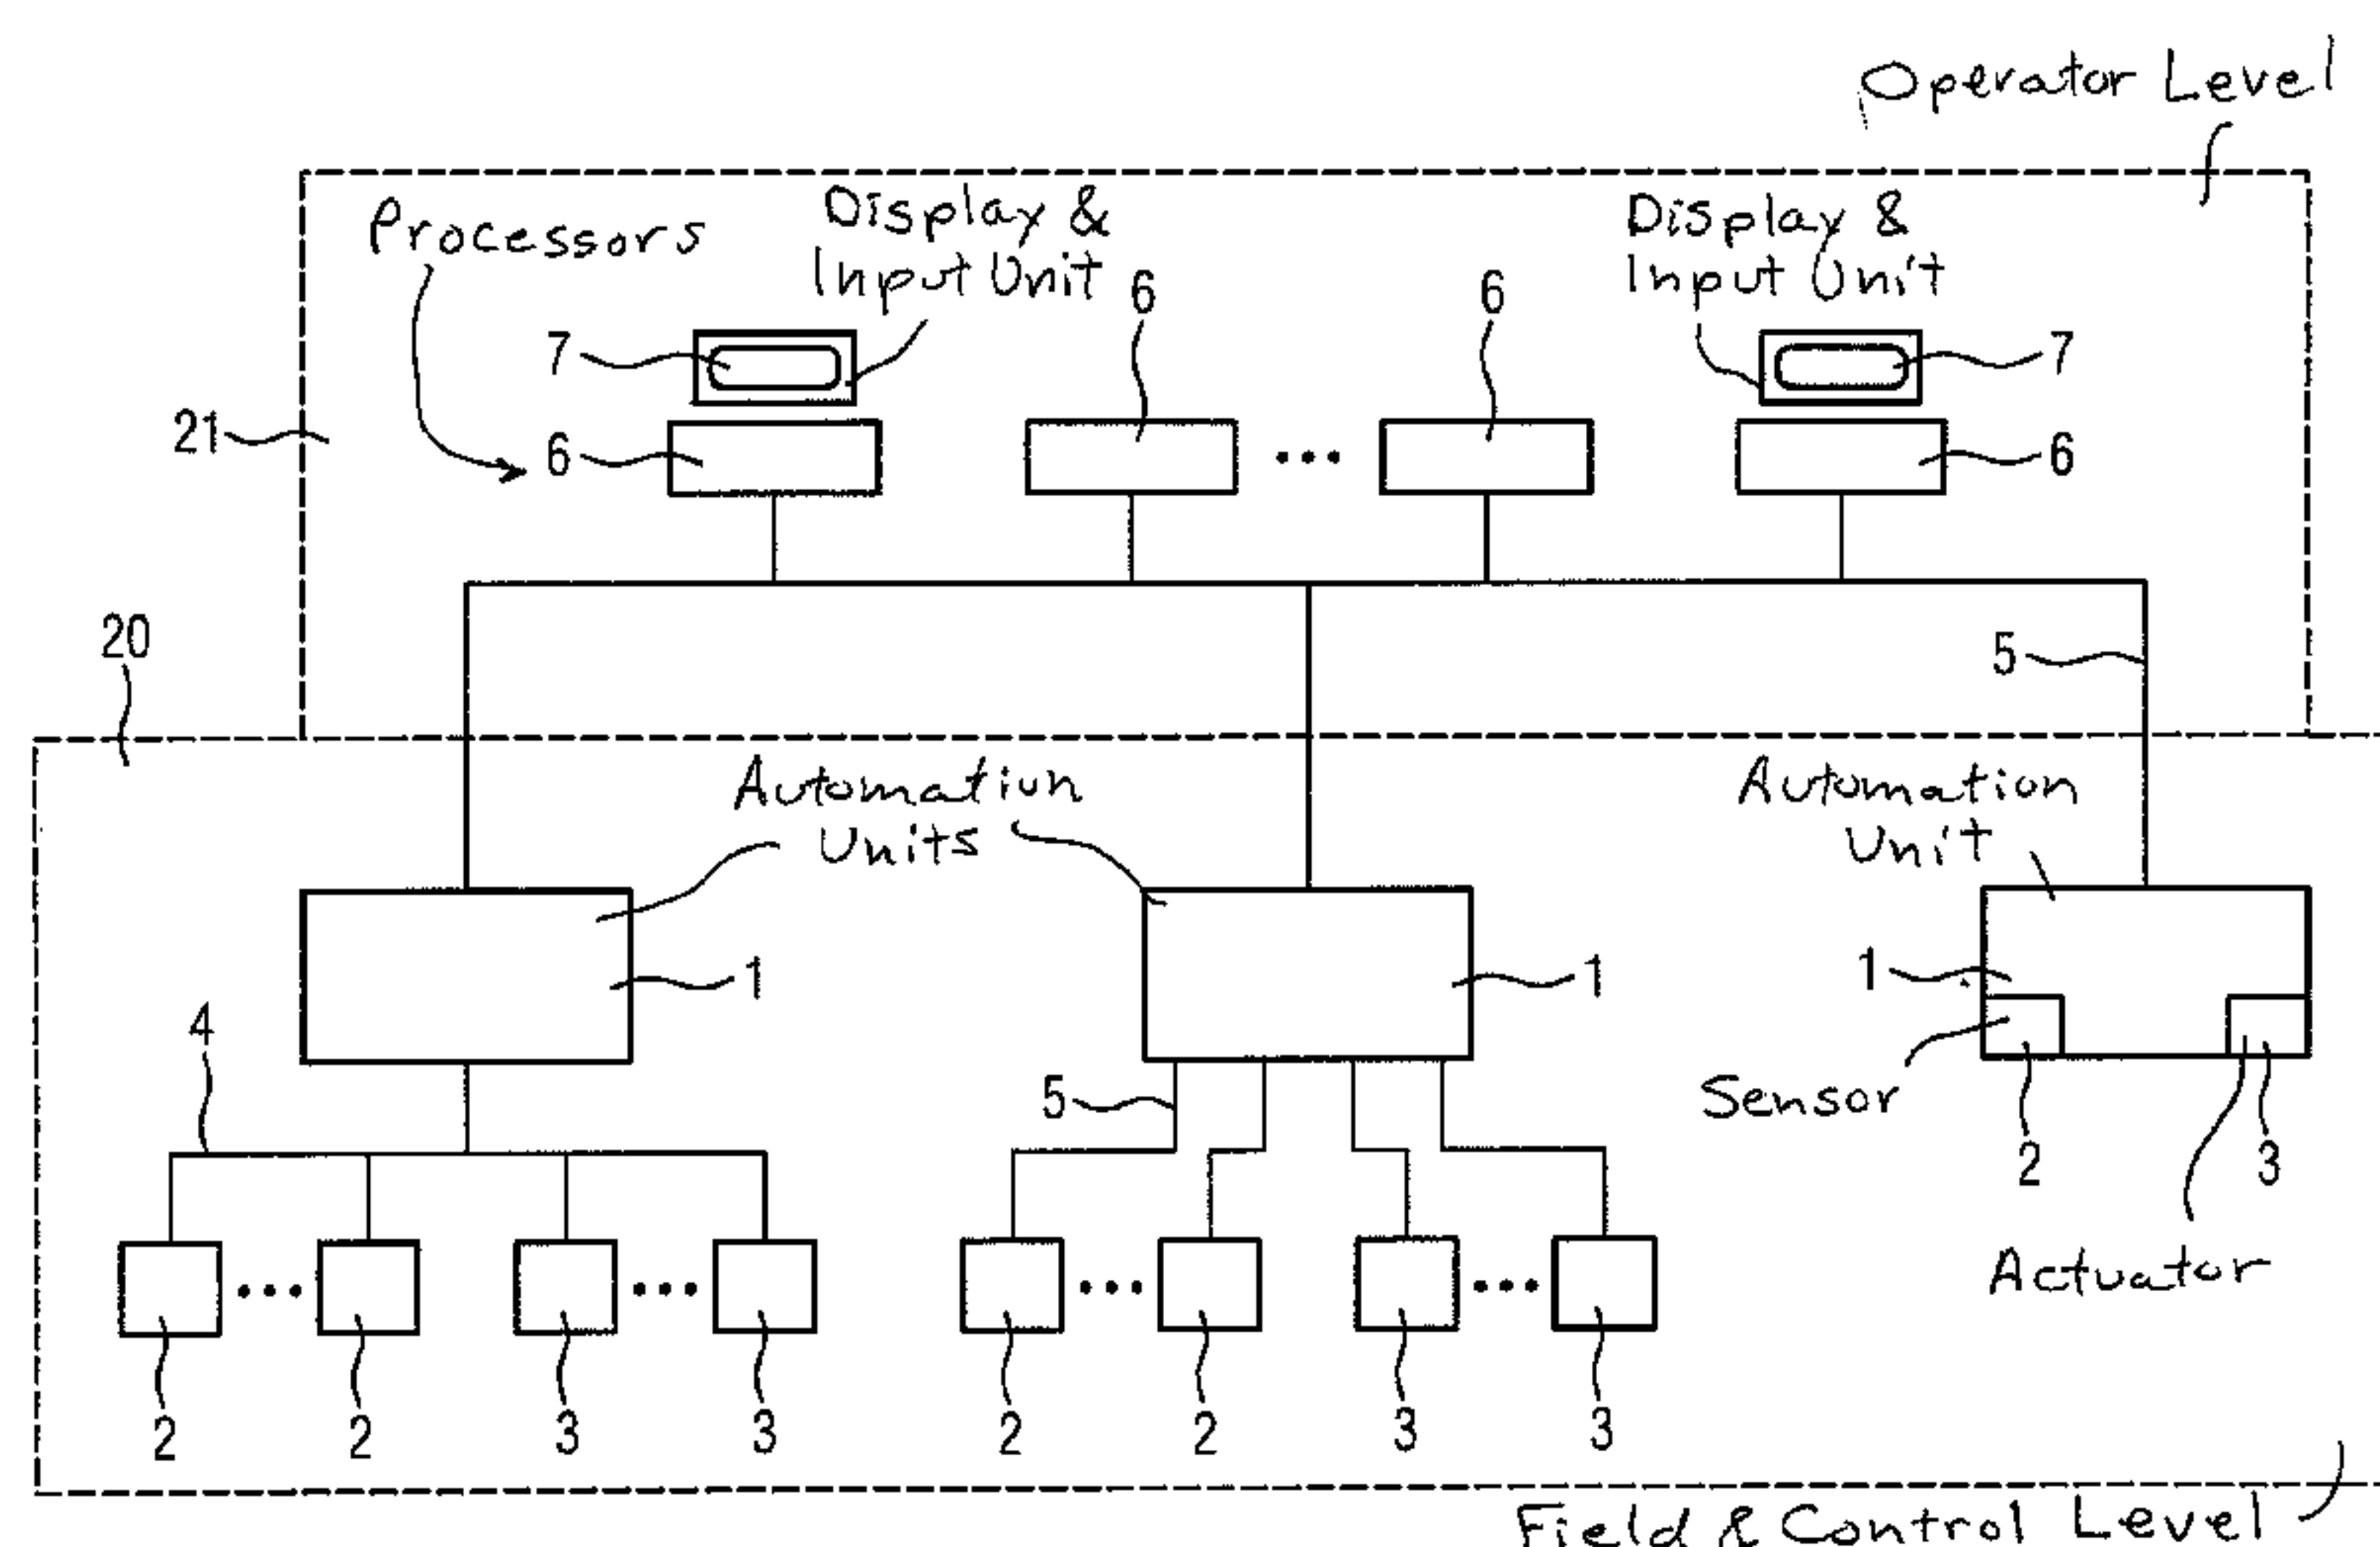 Operator Level
Processors
Display &
Input Unit
6
6
Display &
Input Unit
7
7
21
6
6
20
5
Automation
Units
Automation
Unit
1
1
1
4
5
Sensor
2
3
Actuator
2
2
3
3
2
2
3
3
Field & Control Level